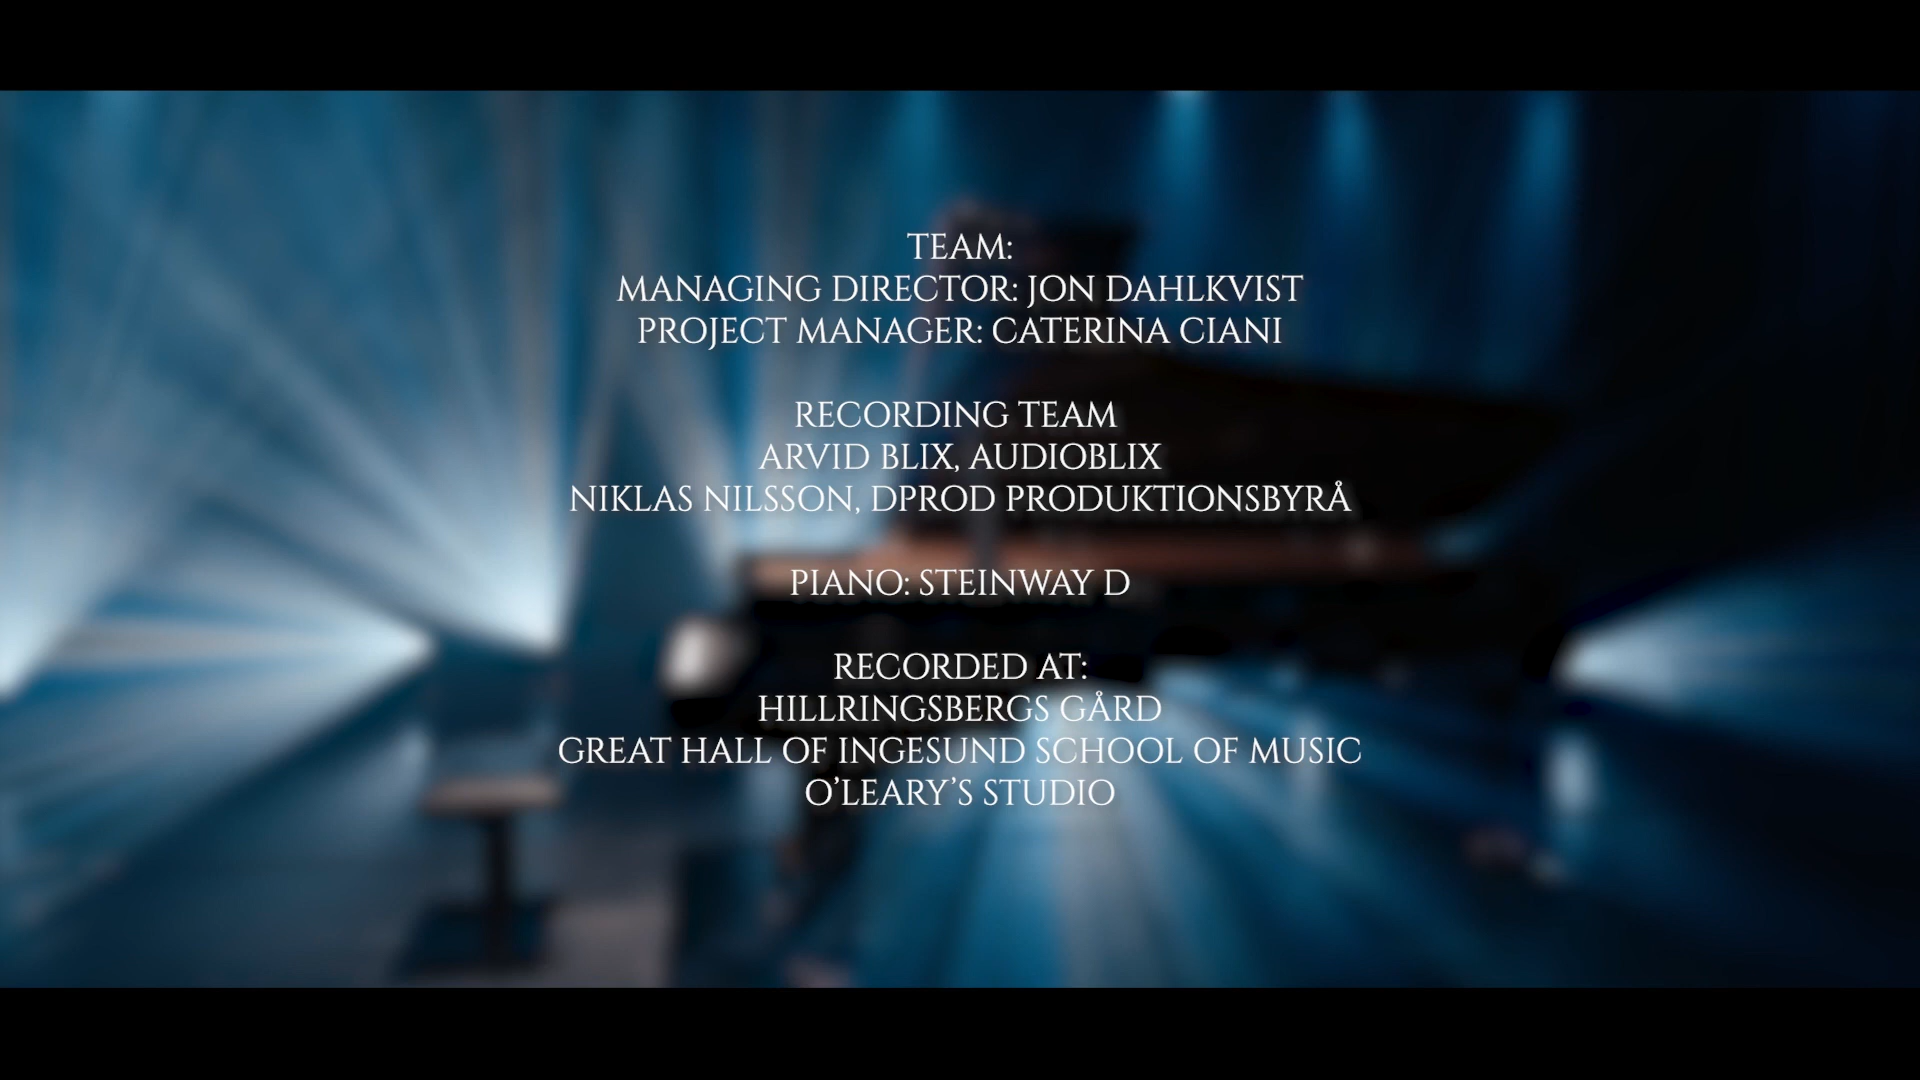 TEAM:
MANAGING DIRECTOR: JON DAHLKVIST
PROJECT MANAGER: CATERINA CIANI
RECORDING TEAM
ARVID BLIX, AUDIOBLIX
NIKLAS NILSSON, DPROD PRODUKTIONSBYRÅ
PIANO: STEINWAY D
RECORDED AT:
HILLRINGSBERGS GÅRD
GREAT HALL OF INGESUND SCHOOL OF MUSIC
O’LEARY’S STUDIO